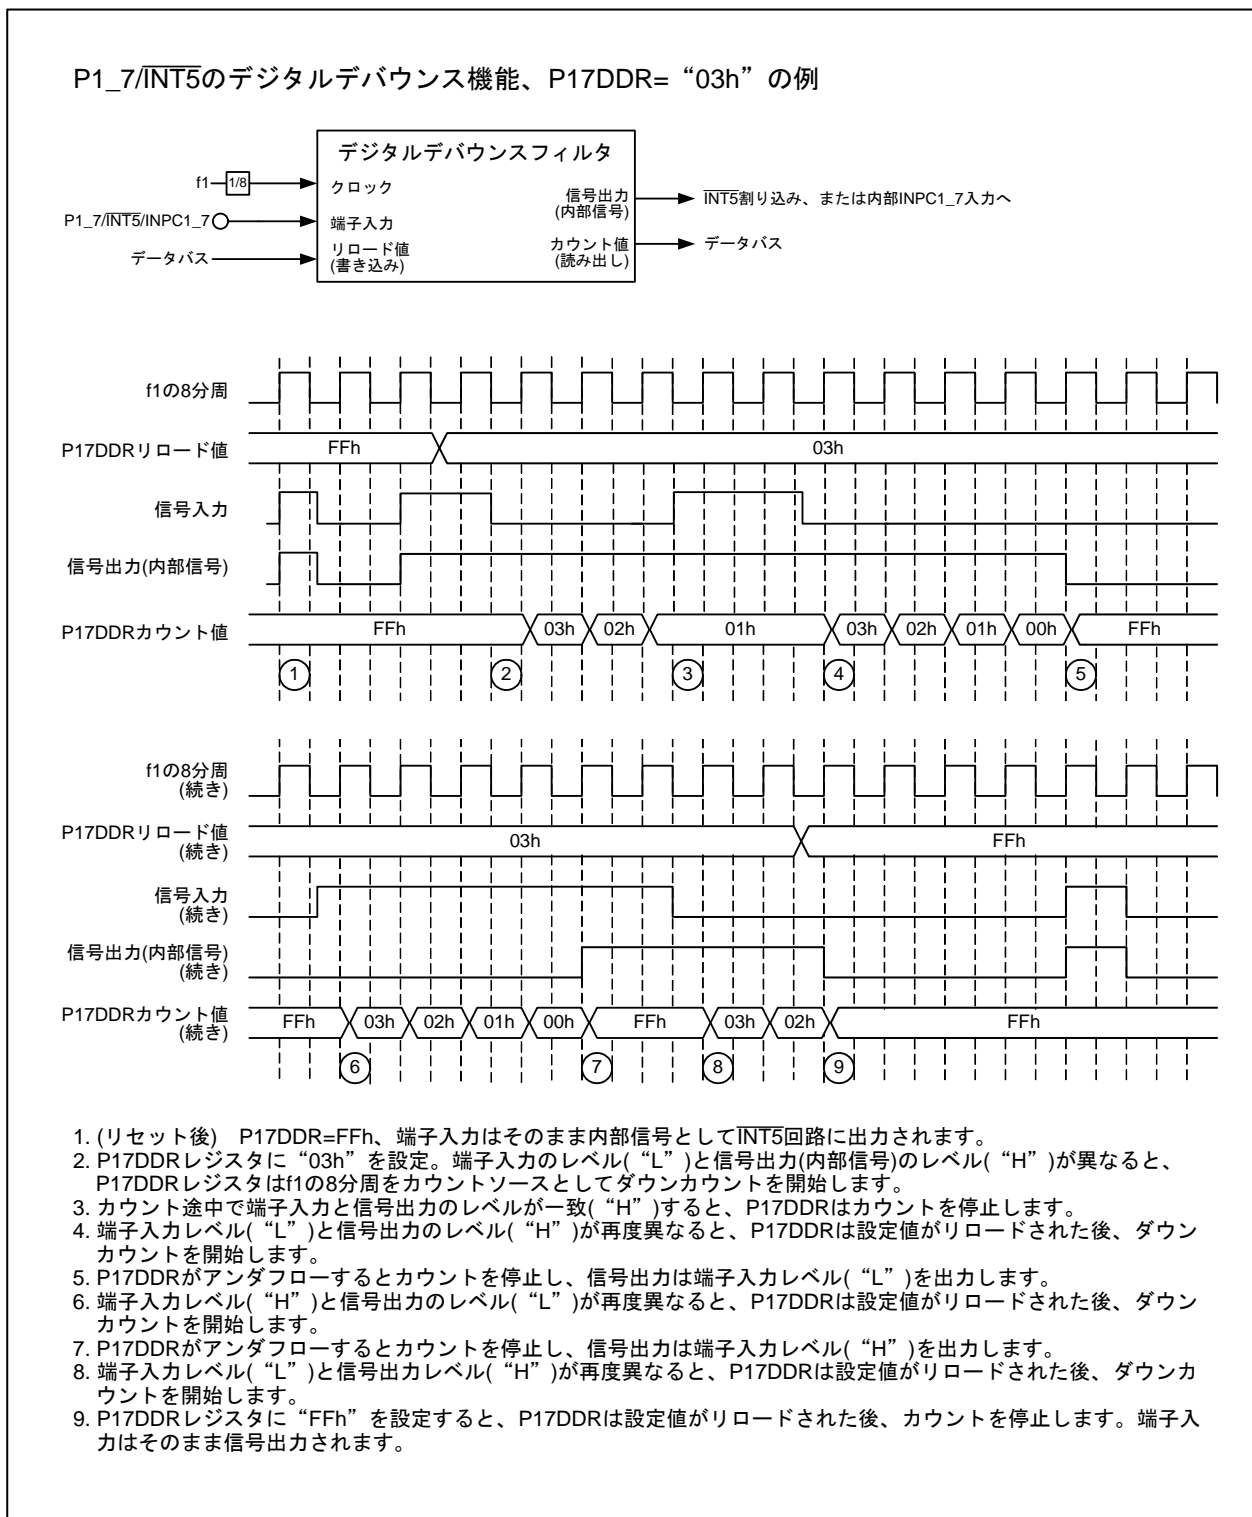 P1_7/INT5のデジタルデバウンス機能、P17DDR=“03h”の例
デジタルデバウンスフィルタ
f1
1/8
クロック
P1_7/INT5/INPC1_7
端子入力
データバス
リロード値
(書き込み)
信号出力
(内部信号)
INT5割り込み、または内部INPC1_7入力へ
カウント値
(読み出し)
データバス
f1の8分周
P17DDRリロード値
FFh
03h
信号入力
信号出力(内部信号)
P17DDRカウント値
FFh
03h
02h
01h
03h
02h
01h
00h
FFh
1
2
3
4
5
f1の8分周
(続き)
P17DDRリロード値
(続き)
03h
FFh
信号入力
(続き)
信号出力(内部信号)
(続き)
P17DDRカウント値
(続き)
FFh
03h
02h
01h
00h
FFh
03h
02h
FFh
6
7
8
9
1. (リセット後) P17DDR=FFh、端子入力はそのまま内部信号としてINT5回路に出力されます。
2. P17DDRレジスタに“03h”を設定。端子入力のレベル(“L”)と信号出力(内部信号)のレベル(“H”)が異なると、
P17DDRレジスタはf1の8分周をカウントソースとしてダウンカウントを開始します。
3. カウント途中で端子入力と信号出力のレベルが一致(“H”)すると、P17DDRはカウントを停止します。
4. 端子入力レベル(“L”)と信号出力のレベル(“H”)が再度異なると、P17DDRは設定値がリロードされた後、ダウン
カウントを開始します。
5. P17DDRがアンダフローするとカウントを停止し、信号出力は端子入力レベル(“L”)を出力します。
6. 端子入力レベル(“H”)と信号出力のレベル(“L”)が再度異なると、P17DDRは設定値がリロードされた後、ダウン
カウントを開始します。
7. P17DDRがアンダフローするとカウントを停止し、信号出力は端子入力レベル(“H”)を出力します。
8. 端子入力レベル(“L”)と信号出力レベル(“H”)が再度異なると、P17DDRは設定値がリロードされた後、ダウンカ
ウントを開始します。
9. P17DDRレジスタに“FFh”を設定すると、P17DDRは設定値がリロードされた後、カウントを停止します。端子入
力はそのまま信号出力されます。